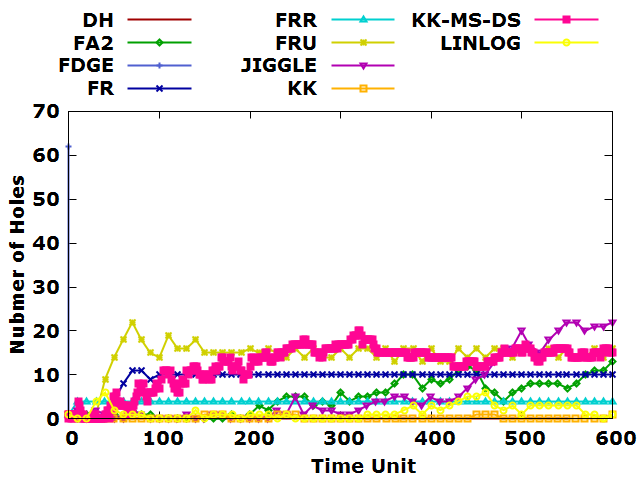 DH FRR KK-MS-DS
FA2 FRU LINLOG
FDGE JIGGLE
FR KK
70
60
50
40
30
20
10
0
Nubmer of Holes
0 100 200 300 400 500 600
Time Unit